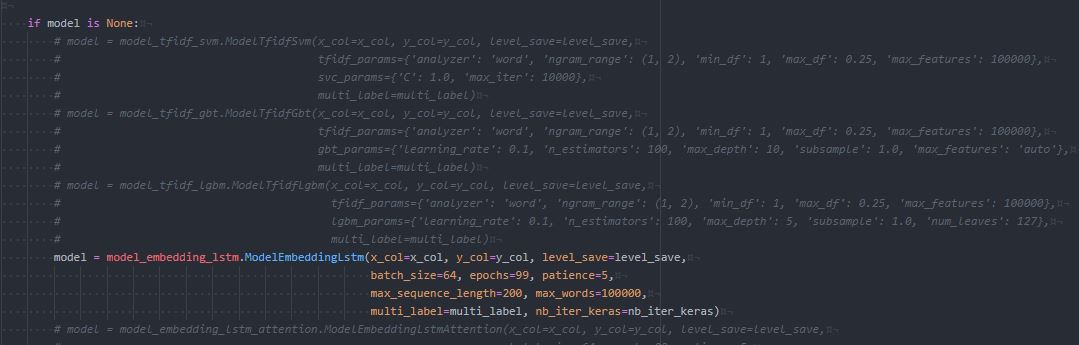 if model is None:
# model = model_tfidf_svm.ModelTfidfSvm(x_col=x_col, y_col=y_col, level_save=level_save,
# tfidf_params={'analyzer': 'word', 'ngram_range': (1, 2), 'min_df': 1, 'max_df': 0.25, 'max_features': 100000},
# svc_params={'C': 1.0, 'max_iter': 10000},
# multi_label=multi_label)
# model = model_tfidf_gbt.ModelTfidfGbt(x_col=x_col, y_col=y_col, level_save=level_save,
# tfidf_params={'analyzer': 'word', 'ngram_range': (1, 2), 'min_df': 1, 'max_df': 0.25, 'max_features': 100000},
# gbt_params={'learning_rate': 0.1, 'n_estimators': 100, 'max_depth': 10, 'subsample': 1.0, 'max_features': 'auto'},
# multi_label=multi_label)
# model = model_tfidf_lgbm.ModelTfidfLgbm(x_col=x_col, y_col=y_col, level_save=level_save,
# tfidf_params={'analyzer': 'word', 'ngram_range': (1, 2), 'min_df': 1, 'max_df': 0.25, 'max_features': 100000},
# lgbm_params={'learning_rate': 0.1, 'n_estimators': 100, 'max_depth': 5, 'subsample': 1.0, 'num_leaves': 127},
# multi_label=multi_label)
model = model_embedding_lstm.ModelEmbeddingLstm(x_col=x_col, y_col=y_col, level_save=level_save,
batch_size=64, epochs=99, patience=5,
max_sequence_length=200, max_words=100000,
multi_label=multi_label, nb_iter_keras=nb_iter_keras)
# model = model_embedding_lstm_attention.ModelEmbeddingLstmAttention(x_col=x_col, y_col=y_col, level_save=level_save,